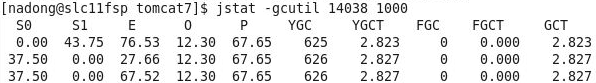 [nadong@slc11fsp tomcat7]$ jstat -gcutil 14038 1000
S0 S1 E O P YGC YGCT FGC FGCT GCT
0.00 43.75 76.53 12.30 67.65 625 2.823 0 0.000 2.823
37.50 0.00 27.66 12.30 67.65 626 2.827 0 0.000 2.827
37.50 0.00 67.52 12.30 67.65 626 2.827 0 0.000 2.827